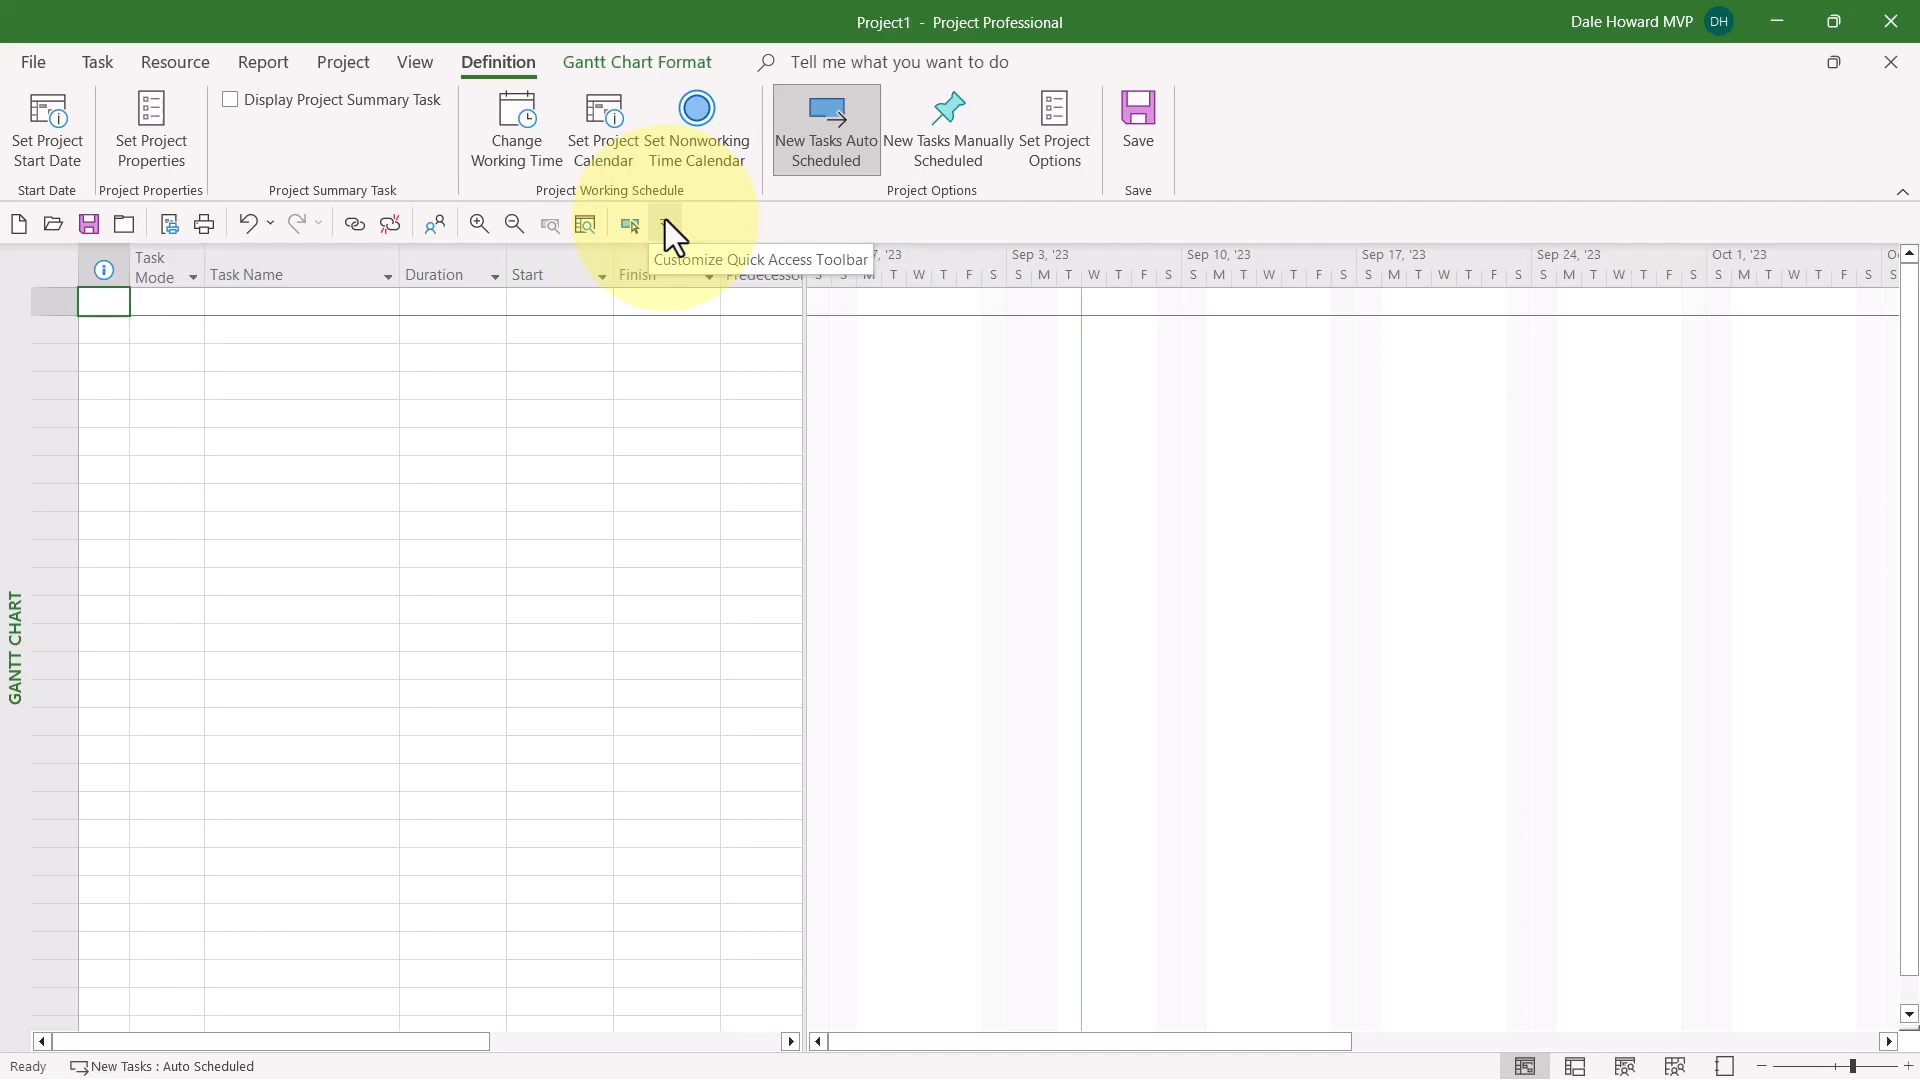 Project1 - Project Professional
Dale Howard MVP DH
File Task Resource Report Project View Definition Gantt Chart Format Tell me what you want to do
Set Project
Start Date
Start Date
Set Project
Properties
Project Properties
Display Project Summary Task
Project Summary Task
Change
Working Time
Set Project
Calendar
Set Nonworking
Time Calendar
Project Working Schedule
New Tasks Auto
Scheduled
New Tasks Manually
Scheduled
Set Project
Options
Project Options
Save
Save
Customize Quick Access Toolbar
Task
Mode
Task Name Duration Start Finish Predecessor
'23 Sep 3, '23 Sep 10, '23 Sep 17, '23 Sep 24, '23 Oct 1, '23
S S M T W T F S S M T W T F S S M T W T F S S M T W T F S S M T W T F S S M T W T F S S
GANTT CHART
Ready New Tasks : Auto Scheduled